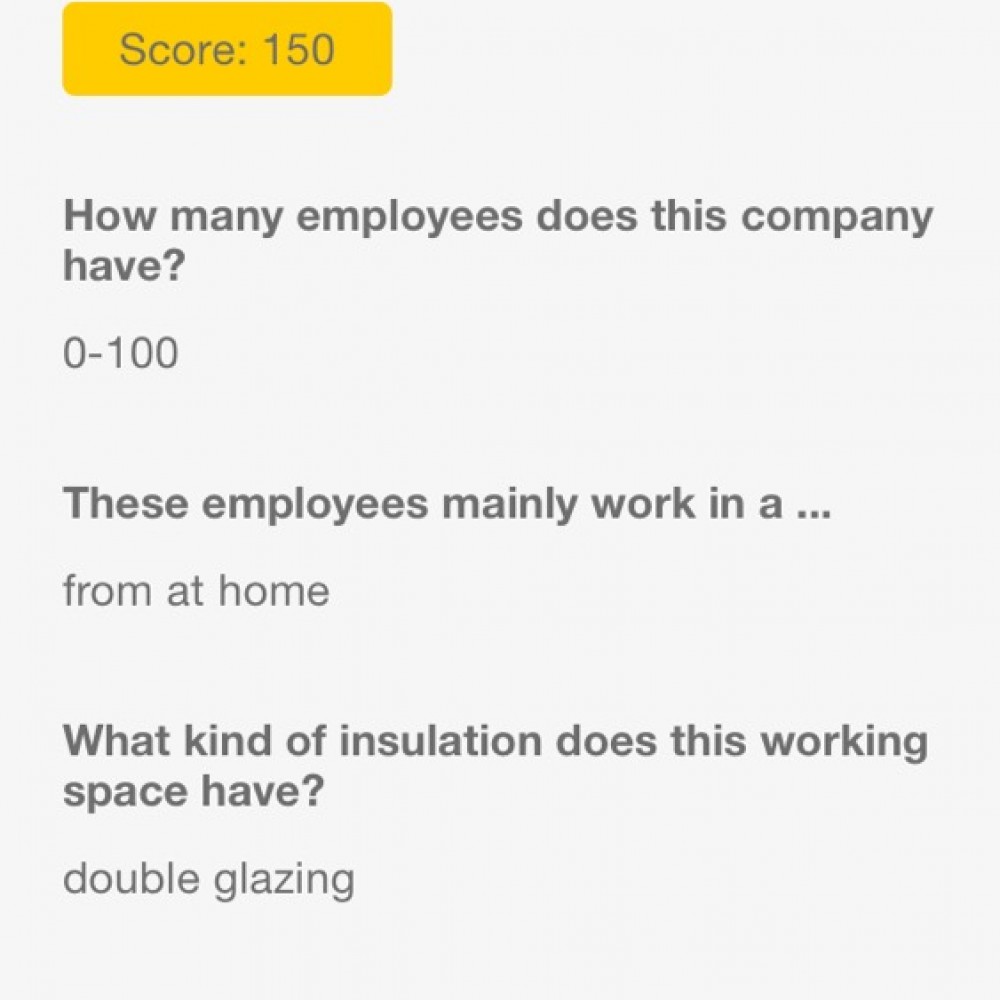 Score: 150
How many employees does this company
have?
0-100
These employees mainly work in a ...
from at home
What kind of insulation does this working
space have?
double glazing